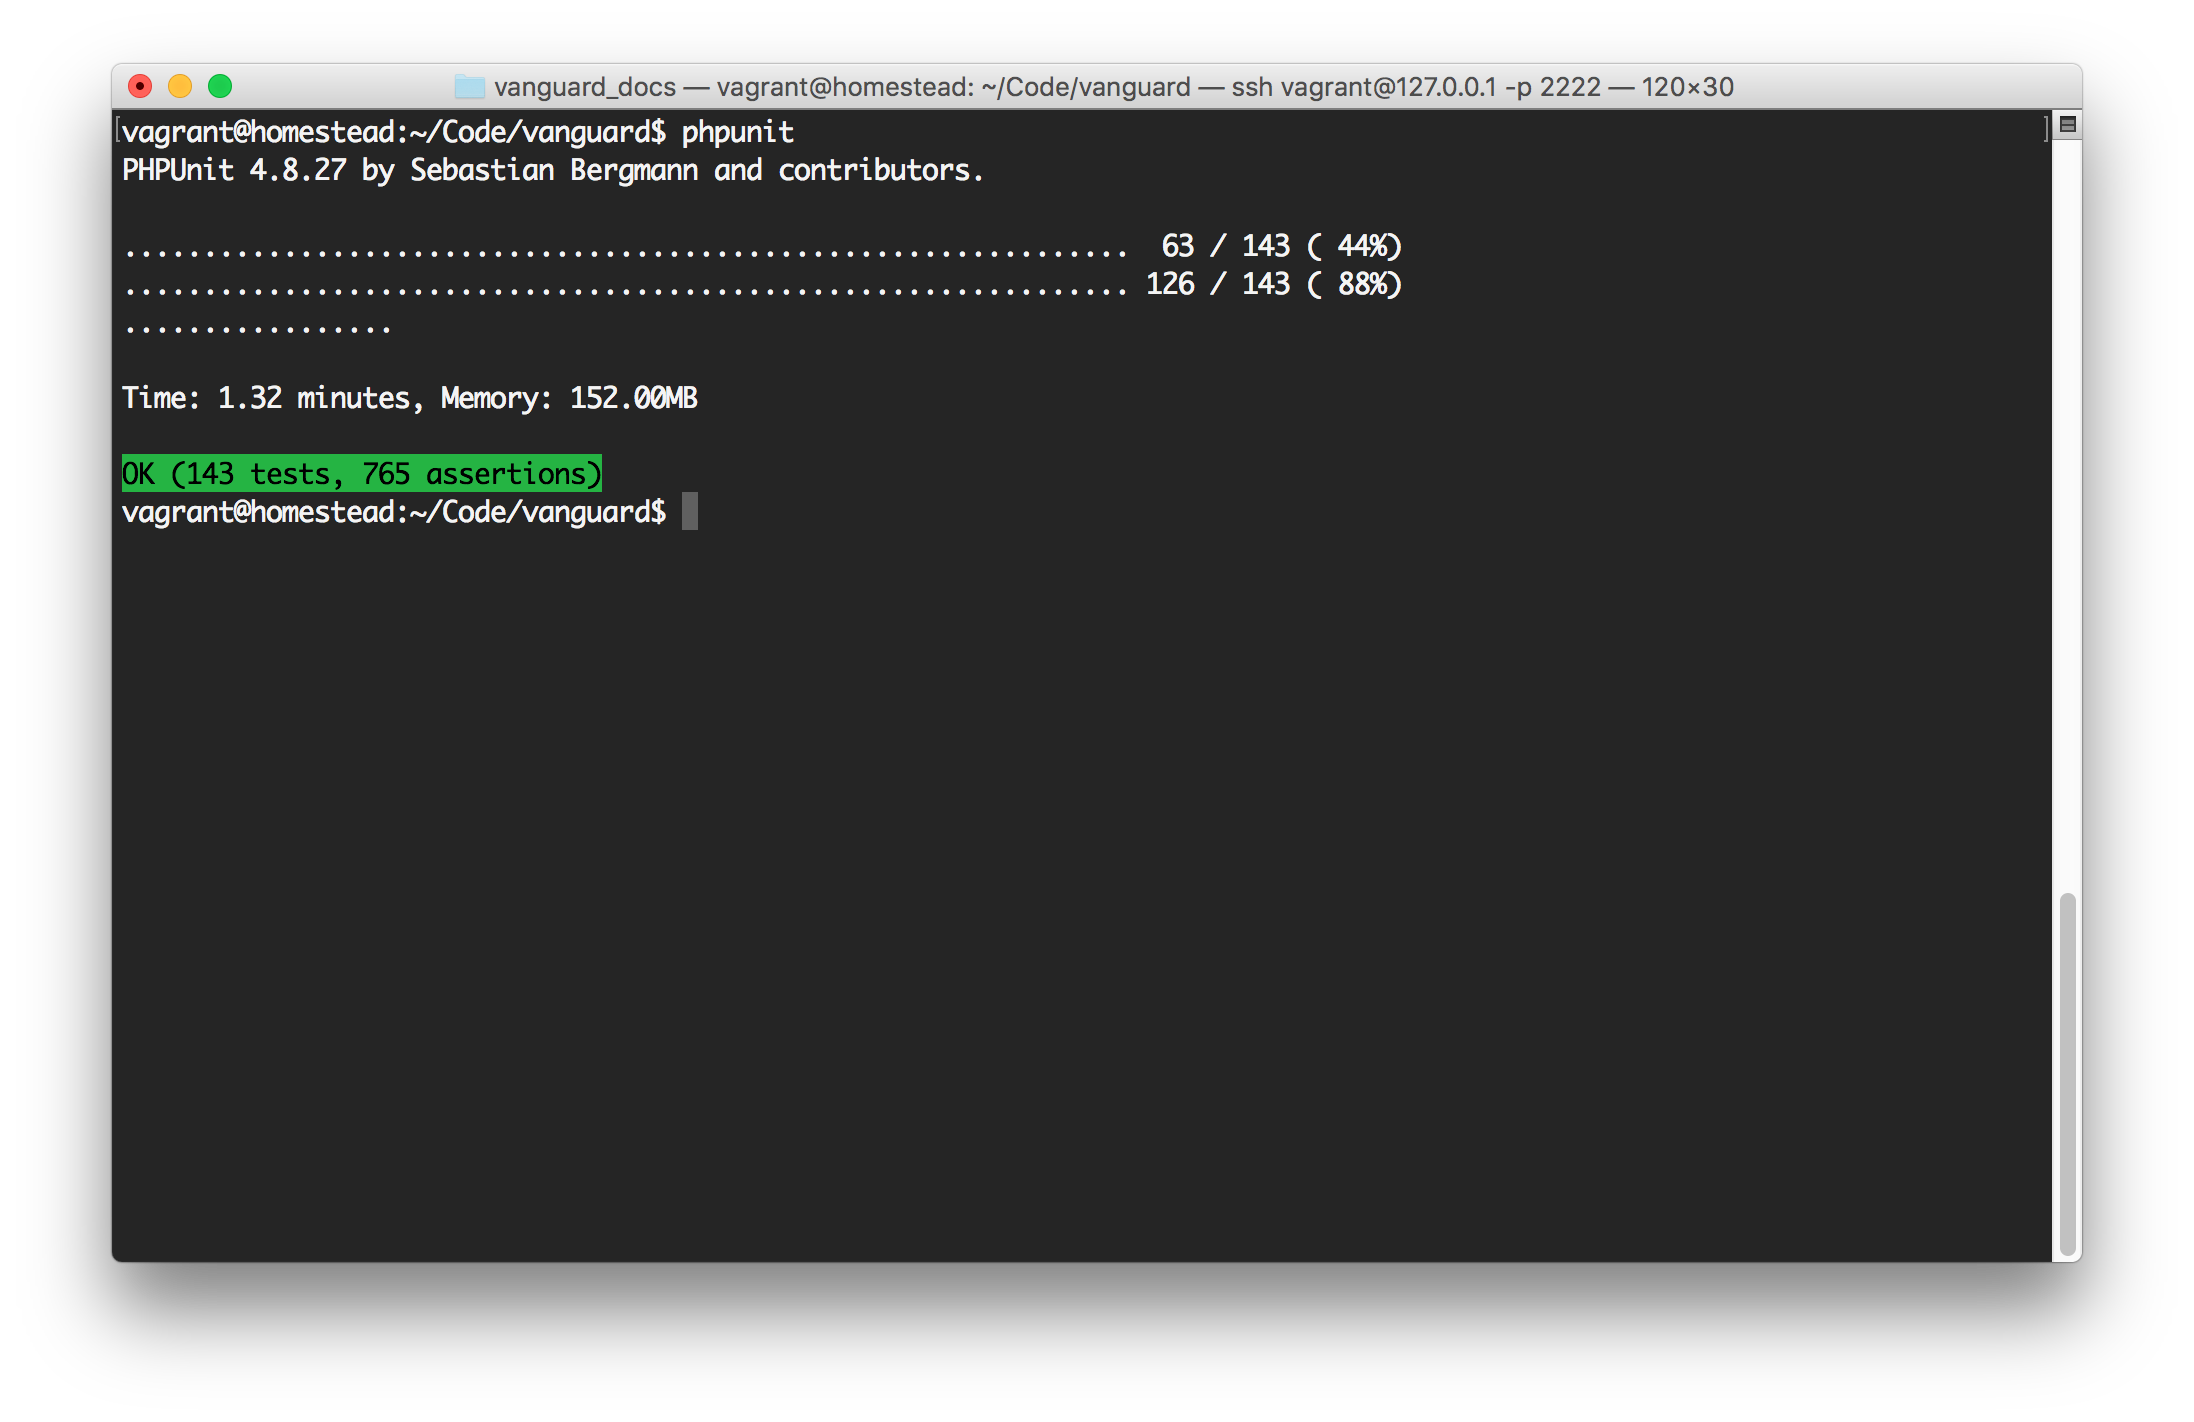 vanguard_docs — vagrant@homestead: ~/Code/vanguard — ssh vagrant@127.0.0.1 -p 2222 — 120×30
[vagrant@homestead:~/Code/vanguard$ phpunit ]
PHPUnit 4.8.27 by Sebastian Bergmann and contributors.
...............................................................  63 / 143 ( 44%)
............................................................... 126 / 143 ( 88%)
.................
Time: 1.32 minutes, Memory: 152.00MB
OK (143 tests, 765 assertions)
vagrant@homestead:~/Code/vanguard$